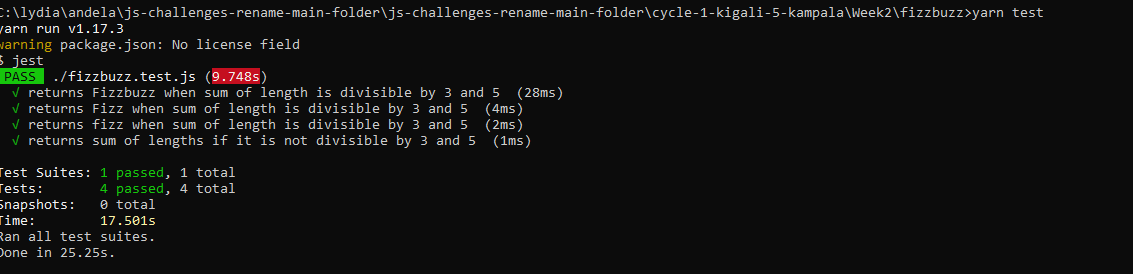 C:\lydia\andela\js-challenges-rename-main-folder\js-challenges-rename-main-folder\cycle-1-kigali-5-kampala\Week2\fizzbuzz>yarn test
yarn run v1.17.3
warning package.json: No license field
$ jest
PASS ./fizzbuzz.test.js (9.748s)
√ returns Fizzbuzz when sum of length is divisible by 3 and 5 (28ms)
√ returns Fizz when sum of length is divisible by 3 and 5 (4ms)
√ returns fizz when sum of length is divisible by 3 and 5 (2ms)
√ returns sum of lengths if it is not divisible by 3 and 5 (1ms)
Test Suites: 1 passed, 1 total
Tests: 4 passed, 4 total
Snapshots: 0 total
Time: 17.501s
Ran all test suites.
Done in 25.25s.